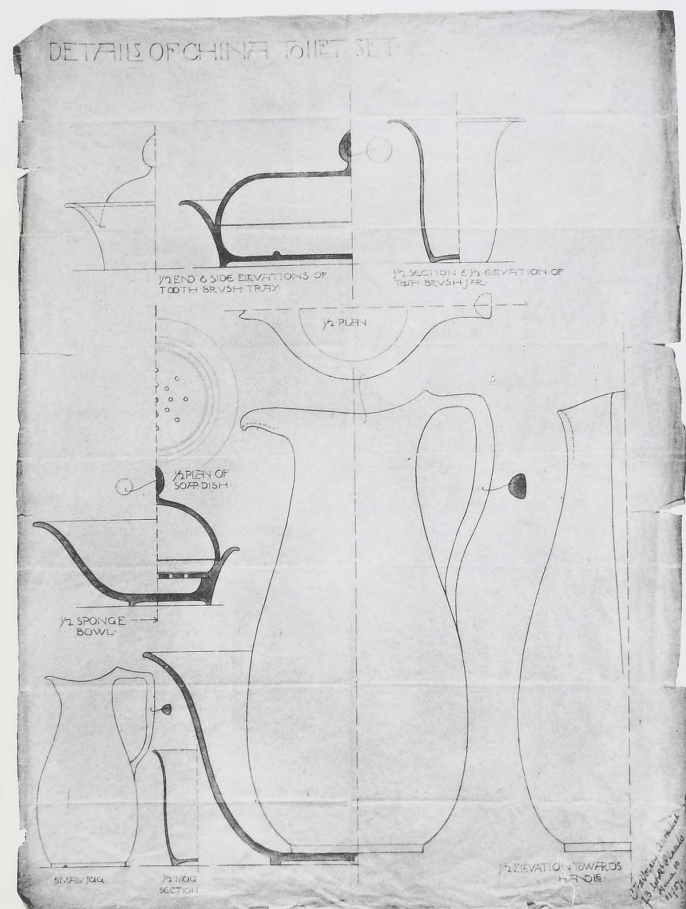 DETAILS OF CHINA TOILET SET
1/2 END & SIDE ELEVATIONS OF
TOOTH BRVSH TRAY.
1/2 SECTION & 1/2 ELEVATION OF
TOOTH BRVSH JAR
1/2 PLAN
1/2 PLAN OF
SOAP DISH
1/2 SPONGE
BOWL.
SMALL JUG
1/2 MUG
SECTION
1/2 ELEVATION TOWARDS
HANDLE.